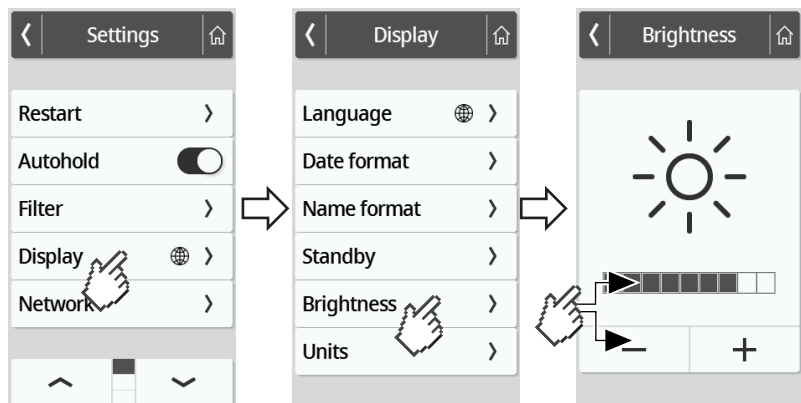 Settings
Restart
Autohold
Filter
Display
Network
Display
Language
Date format
Name format
Standby
Brightness
Units
Brightness
− +